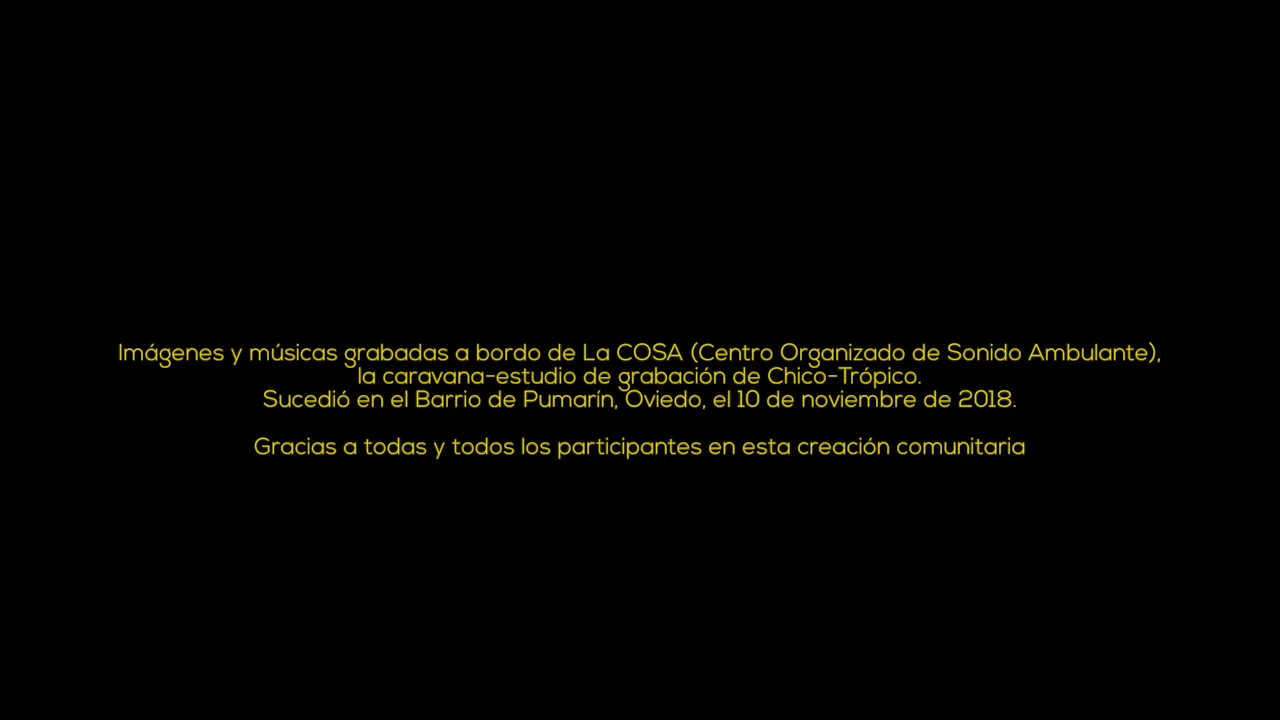 Imágenes y músicas grabadas a bordo de La COSA (Centro Organizado de Sonido Ambulante),
la caravana-estudio de grabación de Chico-Trópico.
Sucedió en el Barrio de Pumarín, Oviedo, el 10 de noviembre de 2018.
Gracias a todas y todos los participantes en esta creación comunitaria